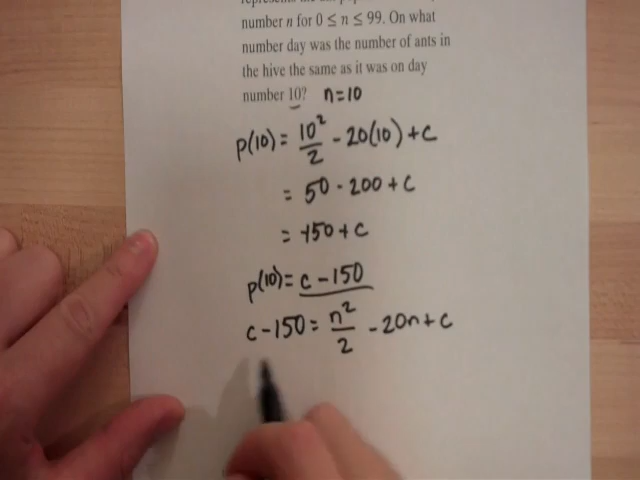 number n for 0 ≤ n ≤ 99. On what
number day was the number of ants in
the hive the same as it was on day
number 10? n=10
p(10) = 10²/2 - 20(10) + c
= 50 - 200 + c
= -150 + c
p(10) = c - 150
c - 150 = n²/2 - 20n + c